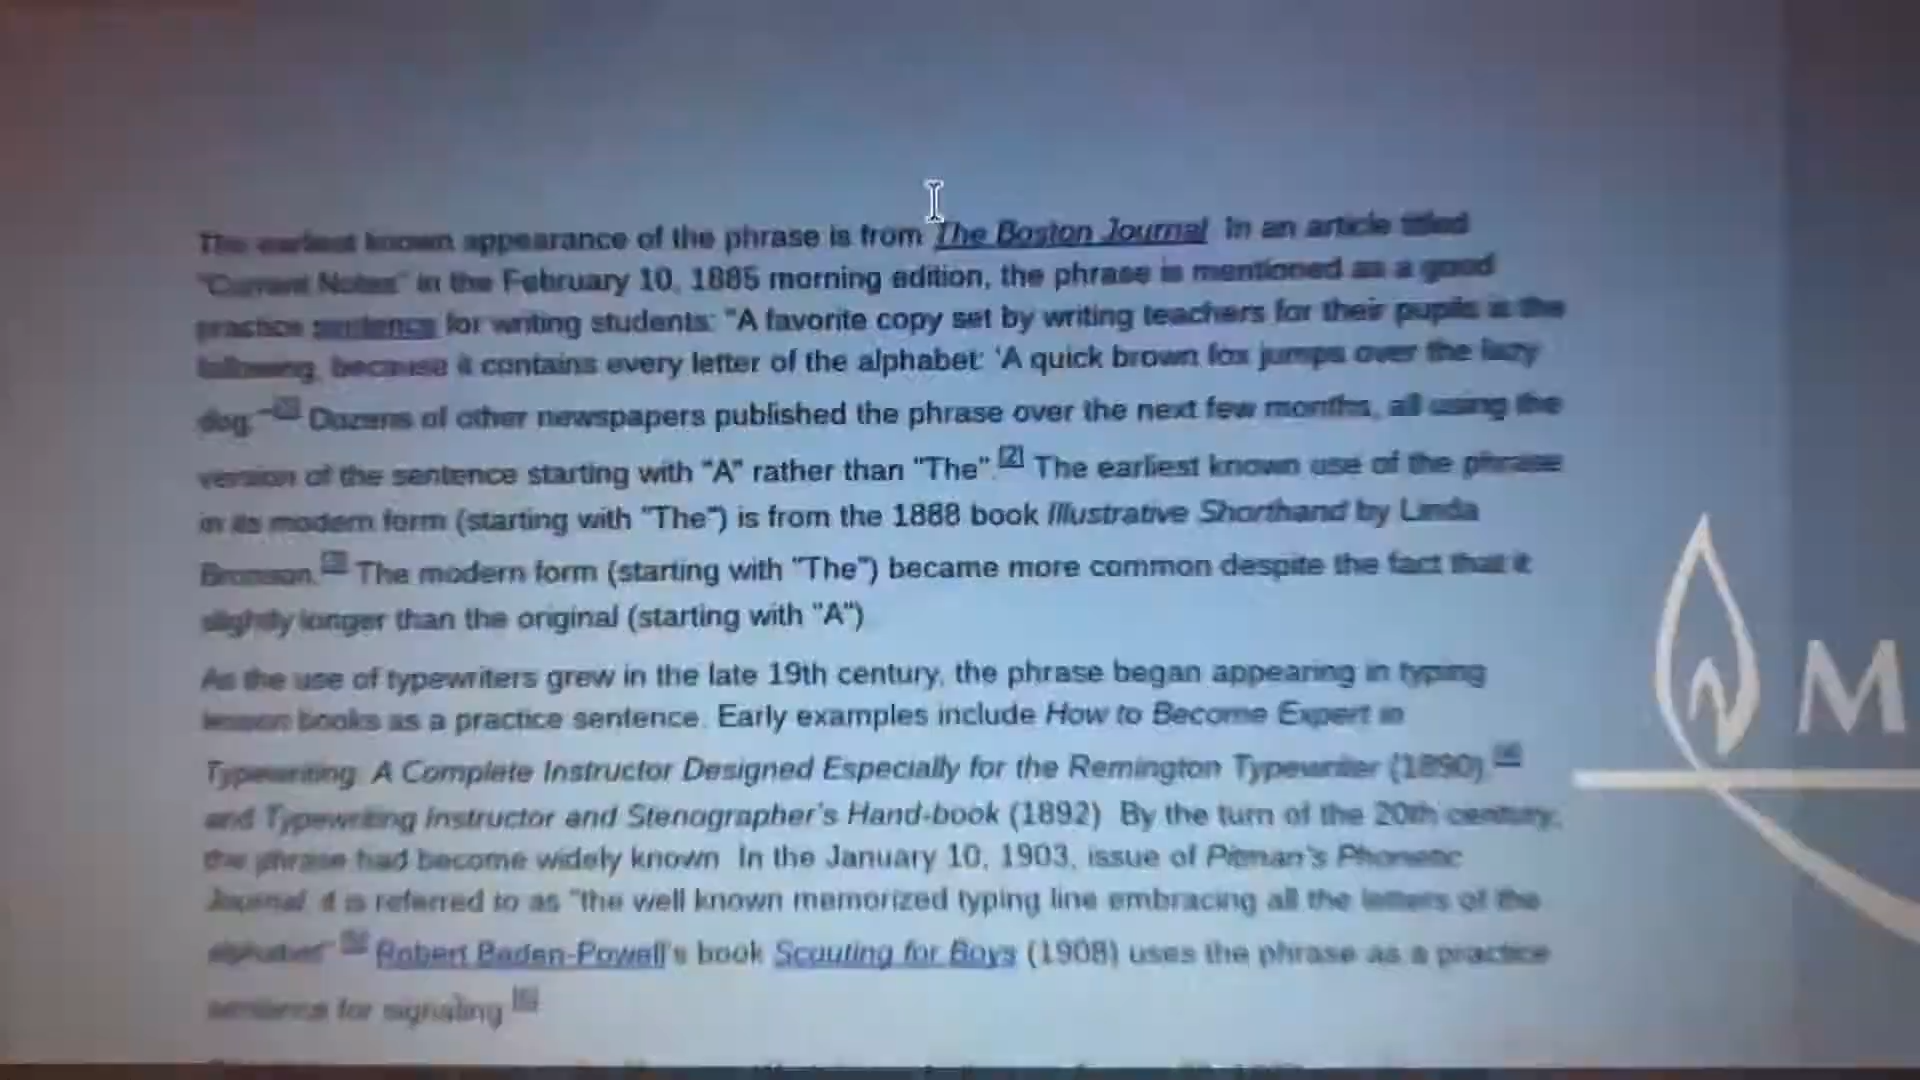 The earliest known appearance of the phrase is from The Boston Journal. In an article titled
"Current Notes" in the February 10, 1885 morning edition, the phrase is mentioned as a good
practice sentence for writing students: "A favorite copy set by writing teachers for their pupils is the
following, because it contains every letter of the alphabet: 'A quick brown fox jumps over the lazy
dog.'" Dozens of other newspapers published the phrase over the next few months, all using the
version of the sentence starting with "A" rather than "The".[2] The earliest known use of the phrase
in its modern form (starting with "The") is from the 1888 book Illustrative Shorthand by Linda
Bronson.[3] The modern form (starting with "The") became more common despite the fact that it
slightly longer than the original (starting with "A")
As the use of typewriters grew in the late 19th century, the phrase began appearing in typing
lesson books as a practice sentence. Early examples include How to Become Expert in
Typewriting: A Complete Instructor Designed Especially for the Remington Typewriter (1890),[4]
and Typewriting Instructor and Stenographer's Hand-book (1892). By the turn of the 20th century,
the phrase had become widely known. In the January 10, 1903, issue of Pitman's Phonetic
Journal, it is referred to as "the well known memorized typing line embracing all the letters of the
alphabet".[5] Robert Baden-Powell's book Scouting for Boys (1908) uses the phrase as a practice
sentence for signaling.[6]
M